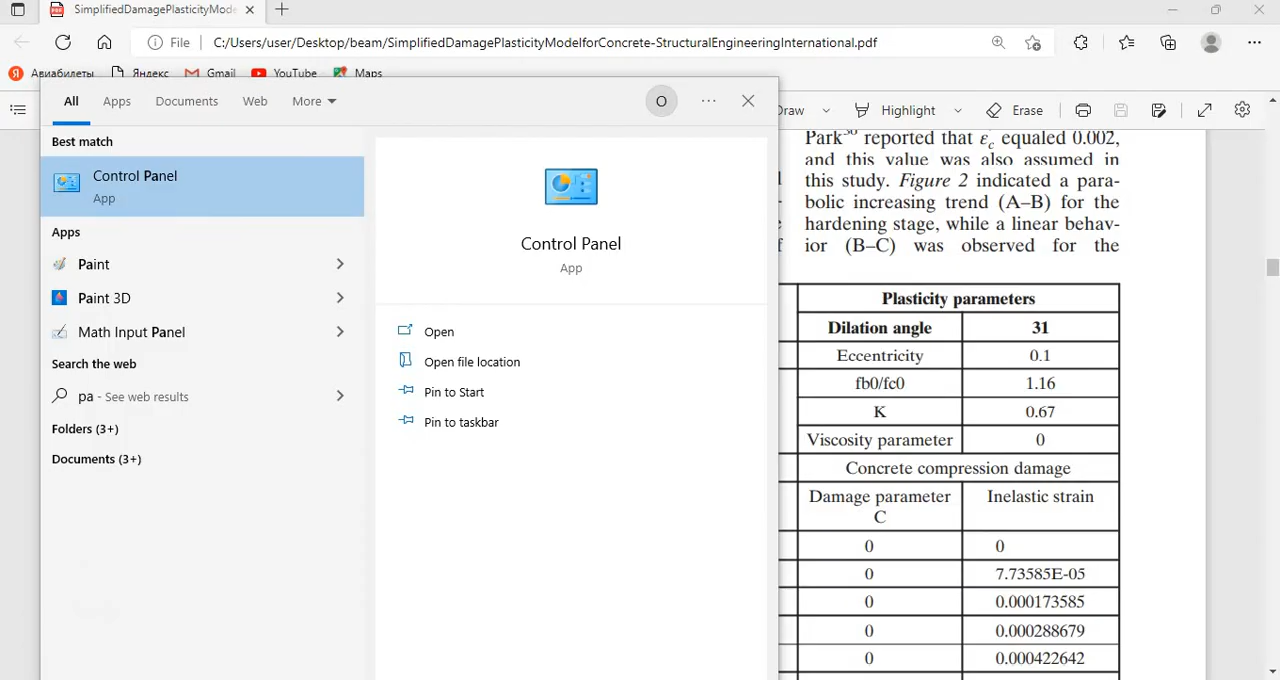 SimplifiedDamagePlasticityMode
File C:/Users/user/Desktop/beam/SimplifiedDamagePlasticityModelforConcrete-StructuralEngineeringInternational.pdf
Авиабилеты Яндекс Gmail YouTube Maps
All Apps Documents Web More O
Best match
Control Panel
App
Apps
Paint
Paint 3D
Math Input Panel
Search the web
pa - See web results
Folders (3+)
Documents (3+)
Control Panel
App
Open
Open file location
Pin to Start
Pin to taskbar
Draw Highlight Erase
Park³⁰ reported that ε′c equaled 0.002,
and this value was also assumed in
this study. Figure 2 indicated a para-
bolic increasing trend (A–B) for the
hardening stage, while a linear behav-
ior (B–C) was observed for the
Plasticity parameters
Dilation angle 31
Eccentricity 0.1
fb0/fc0 1.16
K 0.67
Viscosity parameter 0
Concrete compression damage
Damage parameter Inelastic strain
C
0 0
0 7.73585E-05
0 0.000173585
0 0.000288679
0 0.000422642